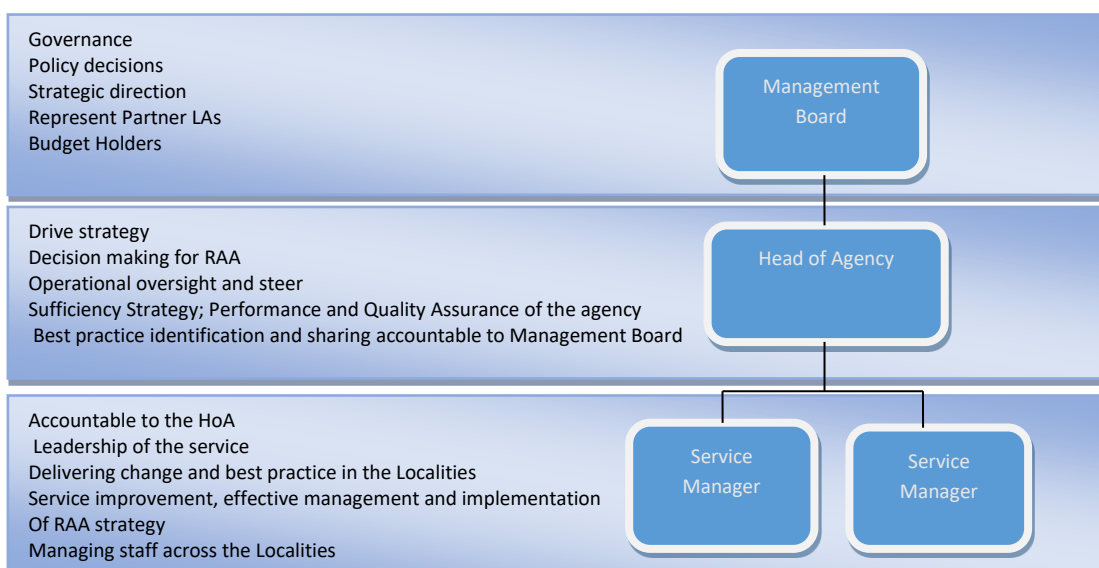 Governance
Policy decisions
Strategic direction
Represent Partner LAs
Budget Holders
Management
Board
Drive strategy
Decision making for RAA
Operational oversight and steer
Sufficiency Strategy; Performance and Quality Assurance of the agency
Best practice identification and sharing accountable to Management Board
Head of Agency
Accountable to the HoA
Leadership of the service
Delivering change and best practice in the Localities
Service improvement, effective management and implementation
Of RAA strategy
Managing staff across the Localities
Service
Manager
Service
Manager